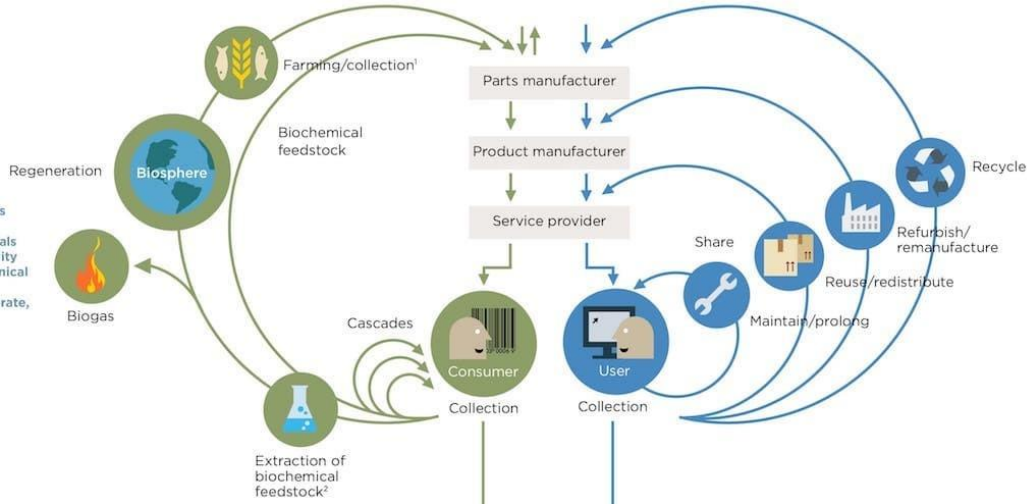 Farming/collection¹
Biochemical
feedstock
Regeneration
Biosphere
Biogas
Cascades
Extraction of
biochemical
feedstock²
Parts manufacturer
Product manufacturer
Service provider
Consumer
Collection
User
Collection
Share
Maintain/prolong
Reuse/redistribute
Refurbish/
remanufacture
Recycle